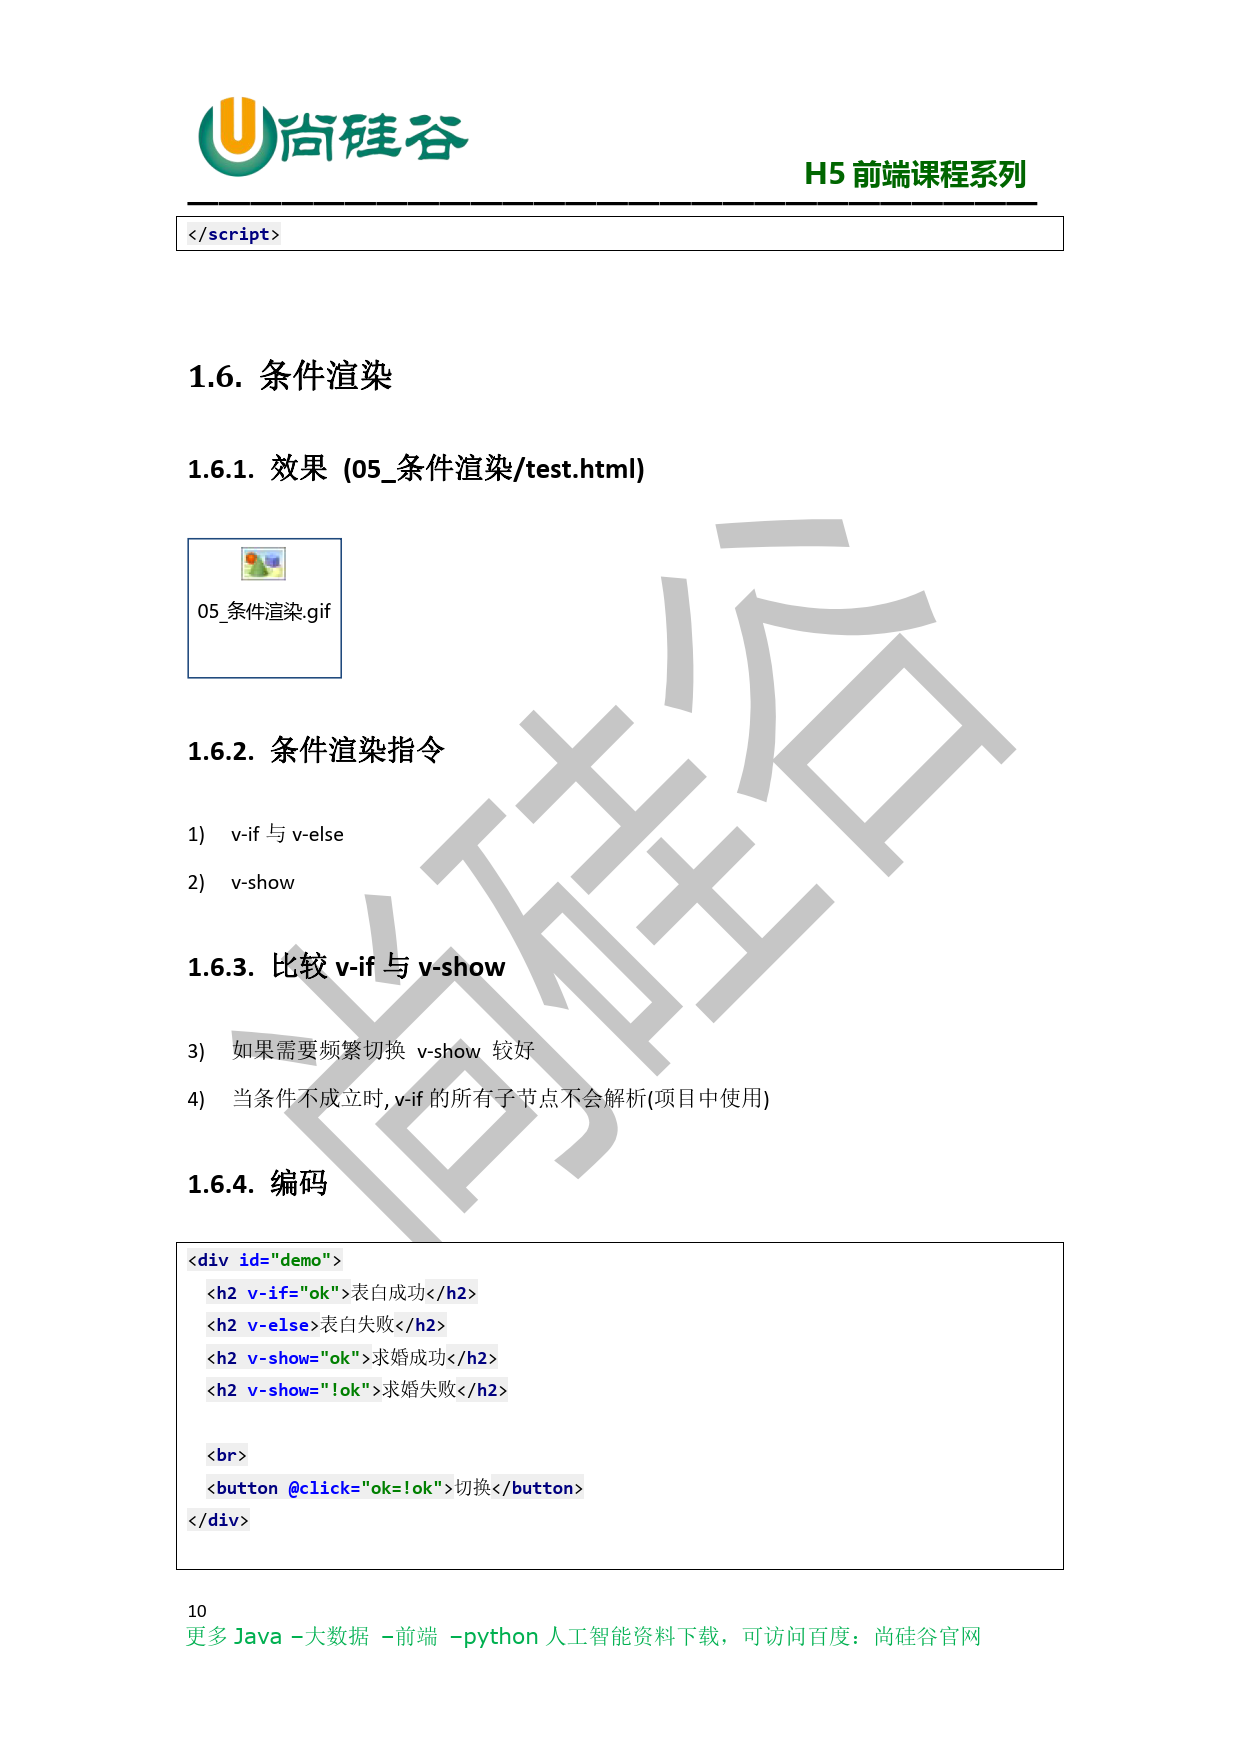 尚硅谷
H5 前端课程系列
</script>
1.6. 条件渲染
1.6.1. 效果 (05_条件渲染/test.html)
05_条件渲染.gif
1.6.2. 条件渲染指令
1) v-if 与 v-else
2) v-show
1.6.3. 比较 v-if 与 v-show
3) 如果需要频繁切换 v-show 较好
4) 当条件不成立时, v-if 的所有子节点不会解析(项目中使用)
1.6.4. 编码
<div id="demo">
<h2 v-if="ok">表白成功</h2>
<h2 v-else>表白失败</h2>
<h2 v-show="ok">求婚成功</h2>
<h2 v-show="!ok">求婚失败</h2>
<br>
<button @click="ok=!ok">切换</button>
</div>
尚硅谷
10
更多 Java –大数据 –前端 –python 人工智能资料下载，可访问百度：尚硅谷官网